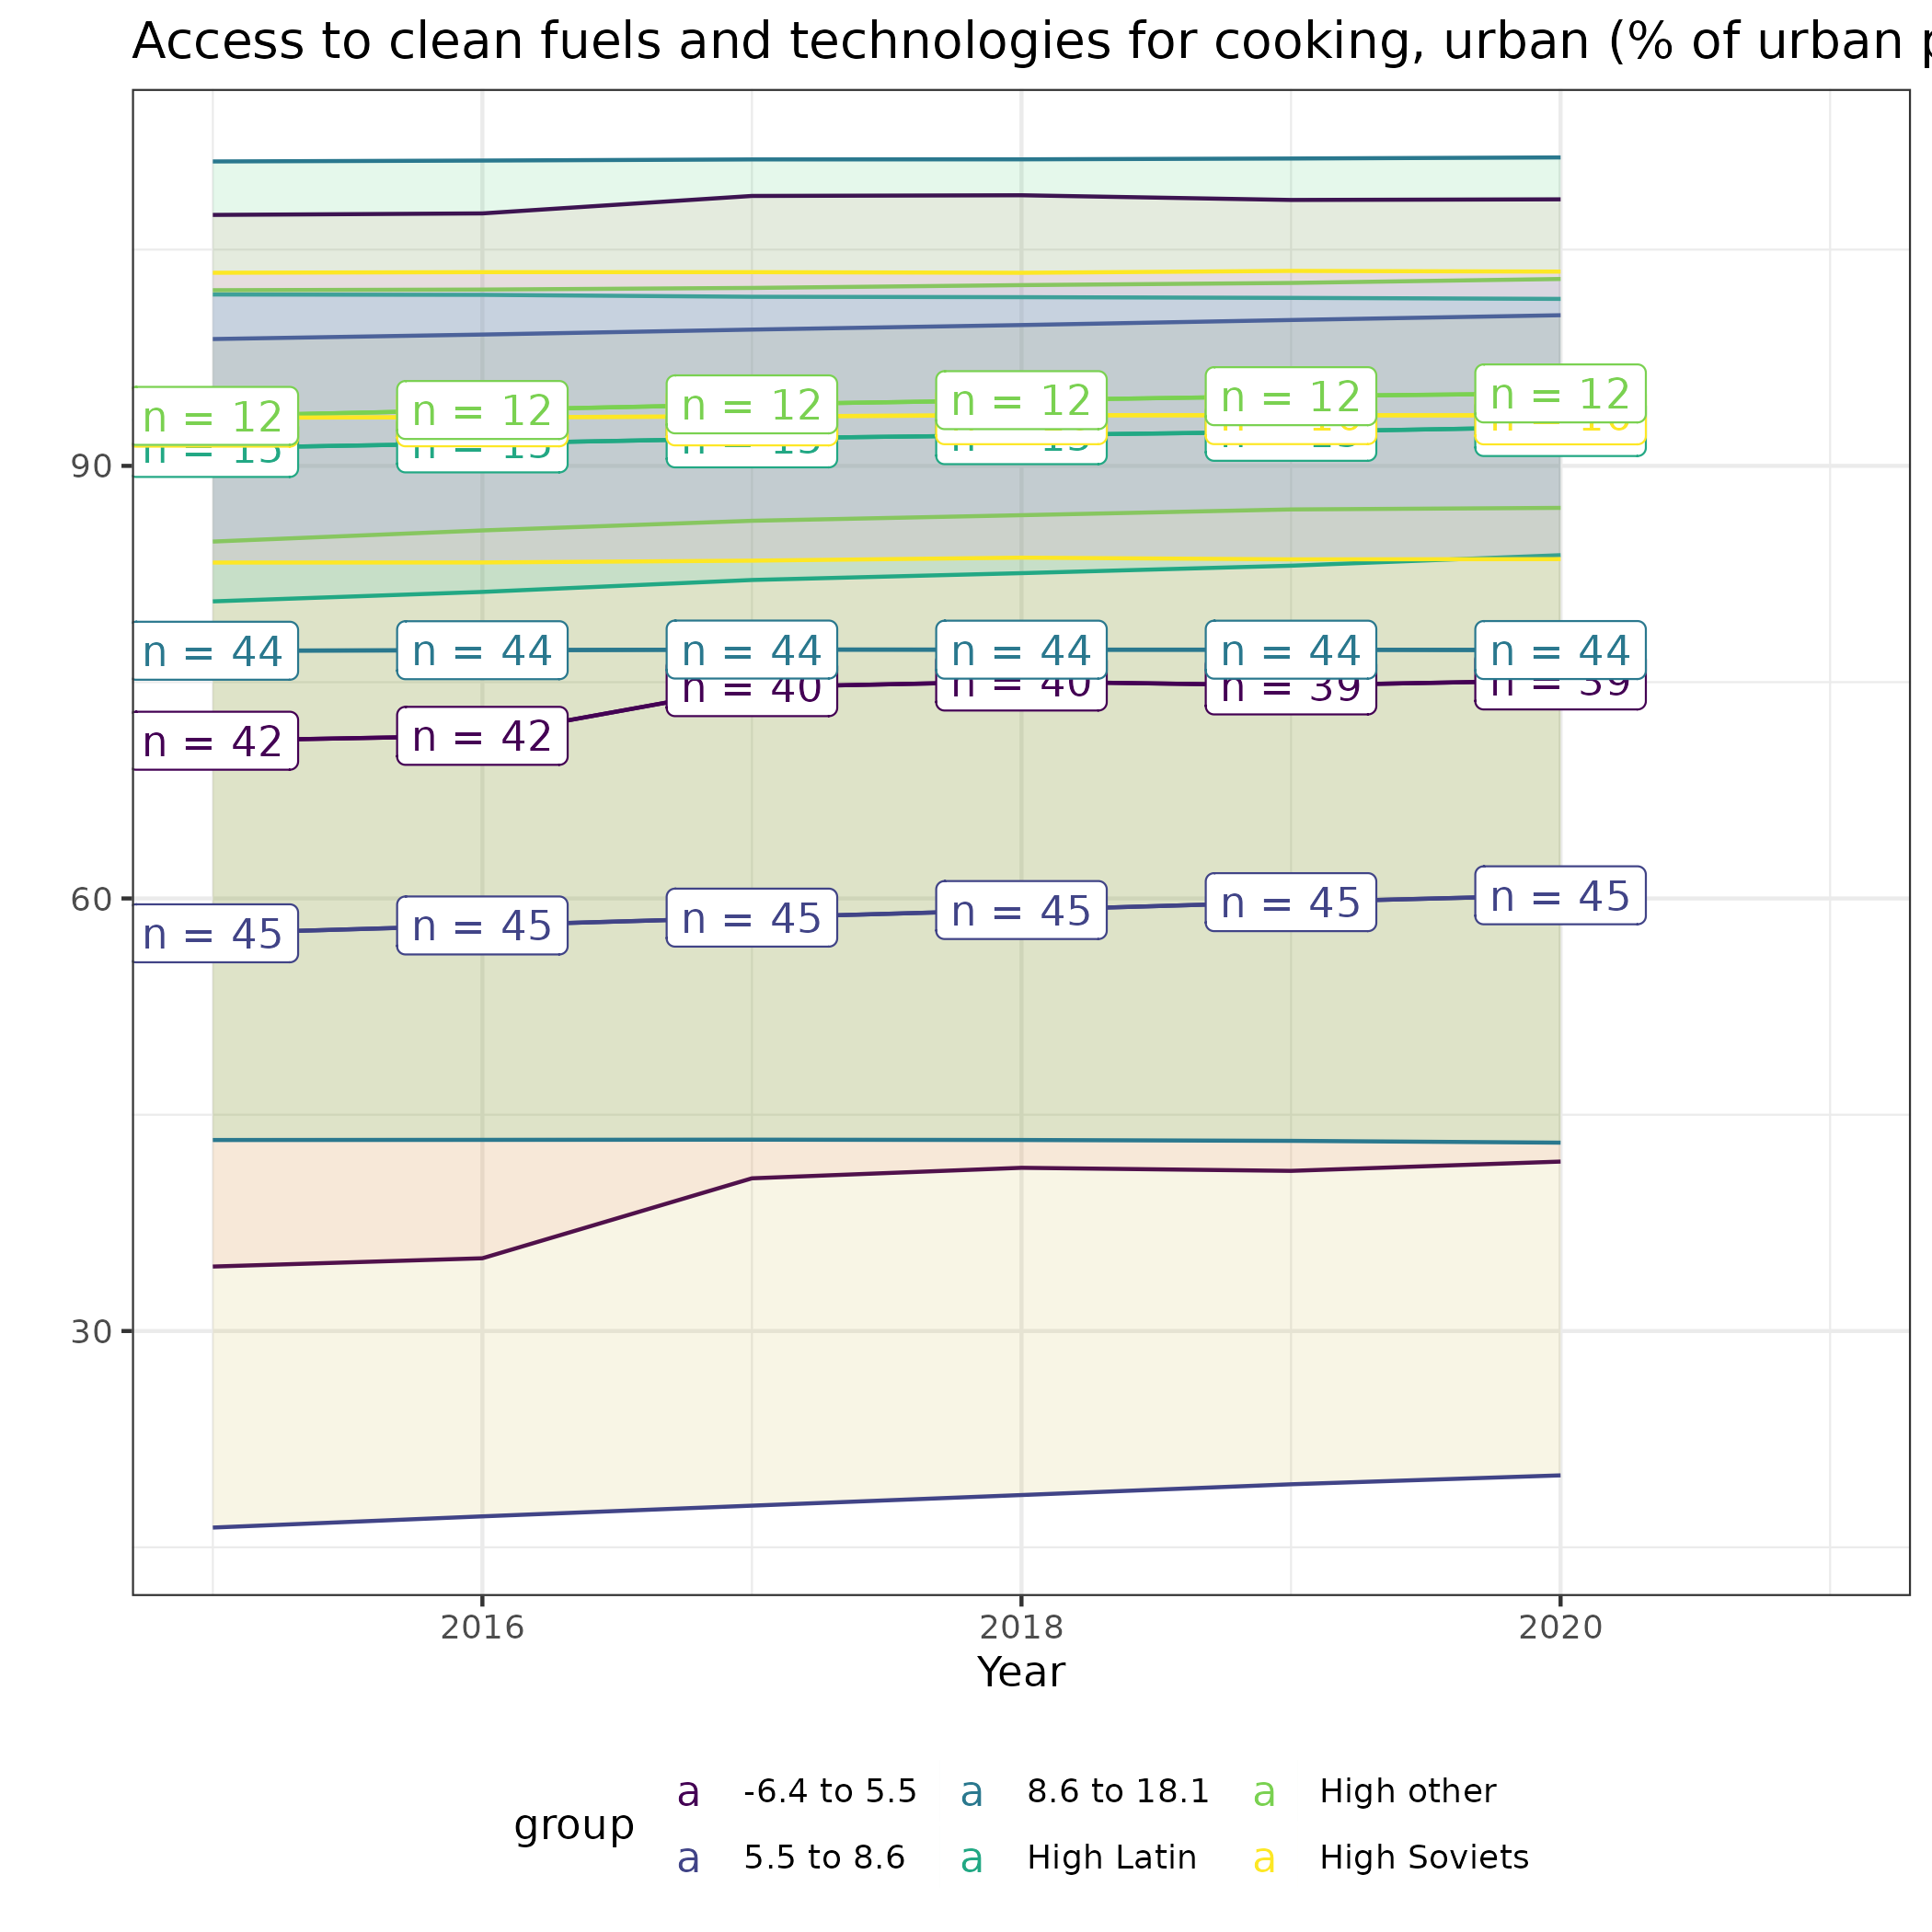 Access to clean fuels and technologies for cooking, urban (% of urban
n = 12 n = 12 n = 12 n = 12 n = 12 n = 12
n = 15 n = 15 n = 15
90
n = 44 n = 44 n = 44 n = 44 n = 44 n = 44
n = 42 n = 42 n = 40 n = 40 n = 39 n = 39
60
n = 45 n = 45 n = 45 n = 45 n = 45 n = 45
30
2016 2018 2020
Year
group
a -6.4 to 5.5 a 8.6 to 18.1 a High other
a 5.5 to 8.6 a High Latin a High Soviets